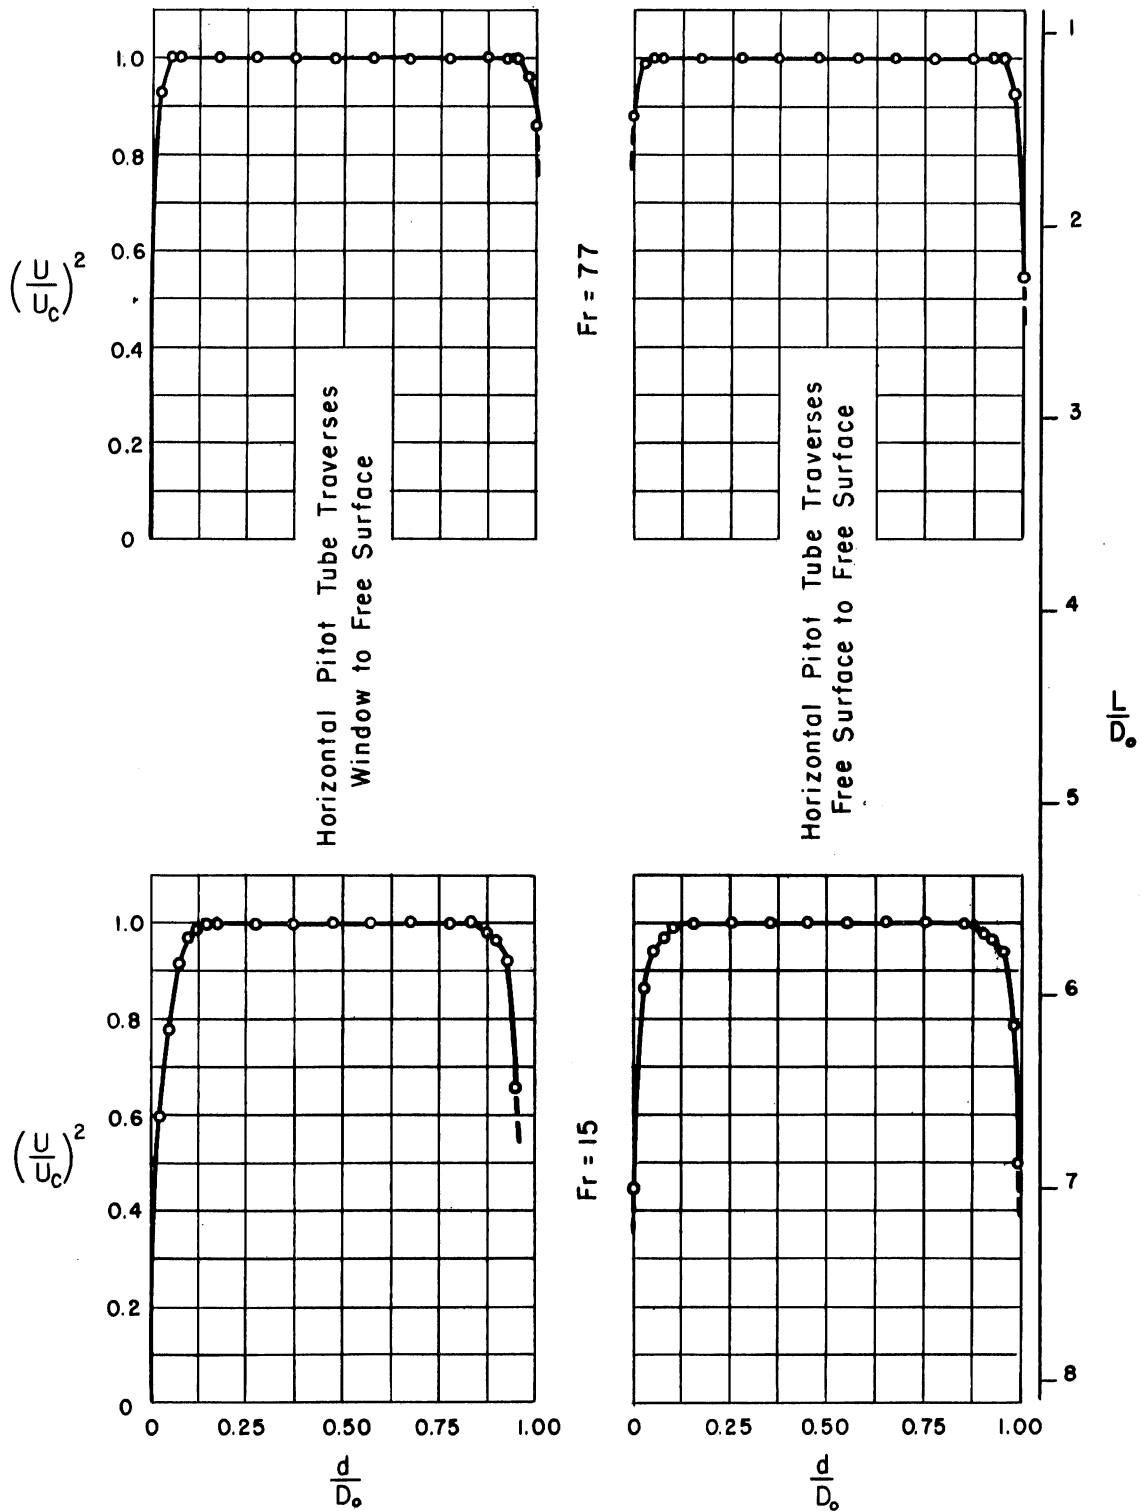 1.0
0.8
0.6
0.4
0.2
0
(U/U_C)^2
Horizontal Pitot Tube Traverses
Window to Free Surface
Fr = 77
Horizontal Pitot Tube Traverses
Free Surface to Free Surface
1
2
3
4
5
6
7
8
L/D_o
1.0
0.8
0.6
0.4
0.2
0
(U/U_C)^2
Fr = 15
0 0.25 0.50 0.75 1.00
d/D_o
0 0.25 0.50 0.75 1.00
d/D_o